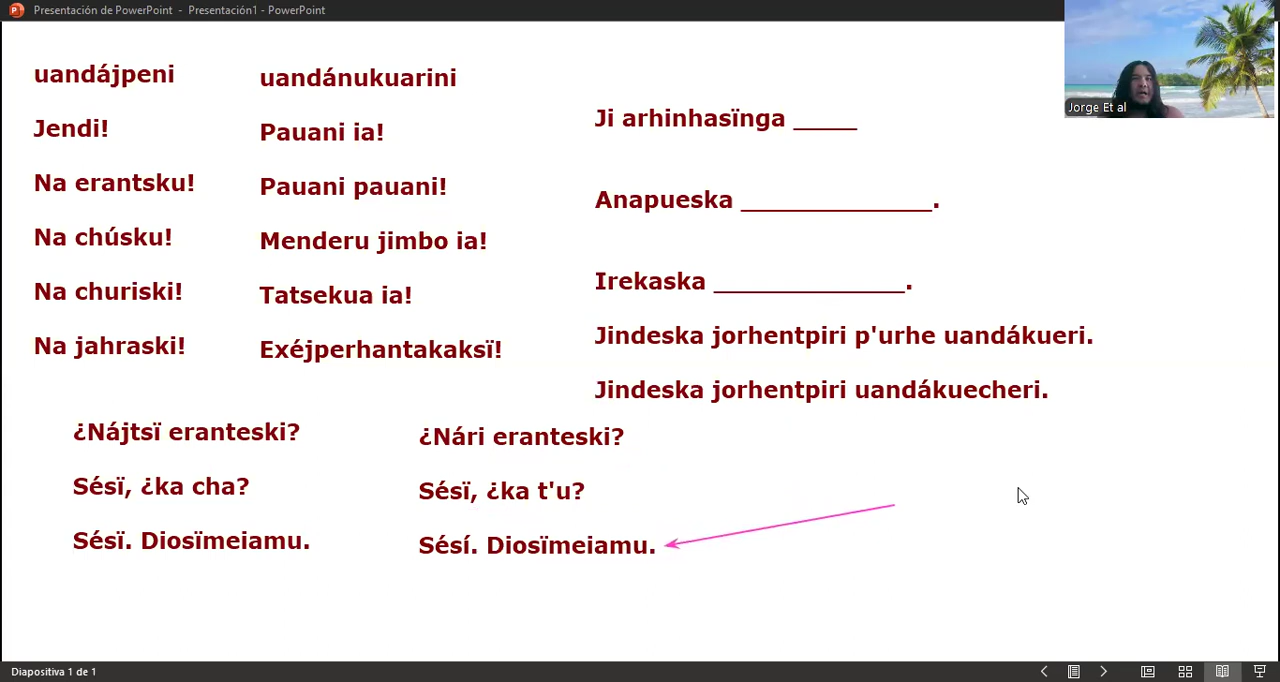 Presentación de PowerPoint - Presentación1 - PowerPoint
Jorge Et al
uandájpeni
Jendi!
Na erantsku!
Na chúsku!
Na churiski!
Na jahraski!
uandánukuarini
Pauani ia!
Pauani pauani!
Menderu jimbo ia!
Tatsekua ia!
Exéjperhantakaksï!
Ji arhinhasïnga ____
Anapueska _____________.
Irekaska _____________.
Jindeska jorhentpiri p'urhe uandákueri.
Jindeska jorhentpiri uandákuecheri.
¿Nájtsï eranteski?
Sésï, ¿ka cha?
Sésï. Diosïmeiamu.
¿Nári eranteski?
Sésï, ¿ka t'u?
Sésí. Diosïmeiamu.
Diapositiva 1 de 1